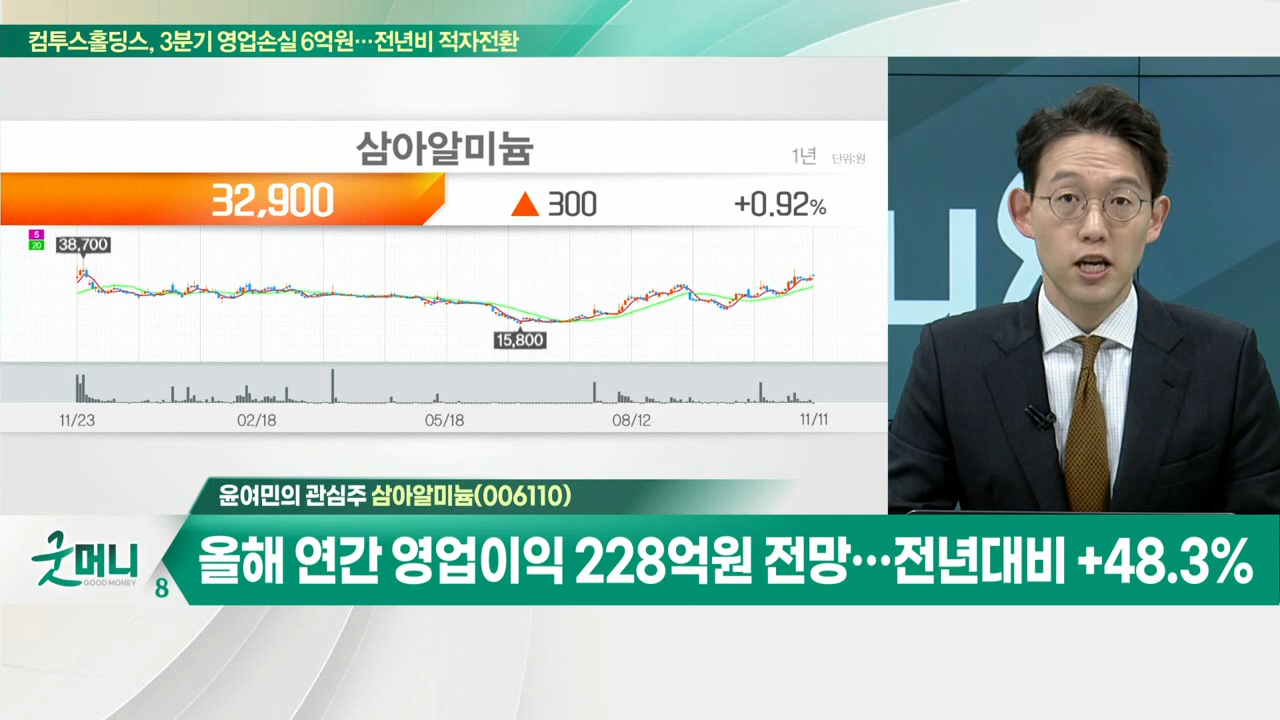 컴투스홀딩스, 3분기 영업손실 6억원…전년비 적자전환
삼아알미늄
1년 단위:원
32,900 ▲ 300 +0.92%
5
20
38,700
15,800
11/23 02/18 05/18 08/12 11/11
윤여민의 관심주 삼아알미늄(006110)
굿머니
GOOD MONEY
8
올해 연간 영업이익 228억원 전망…전년대비 +48.3%